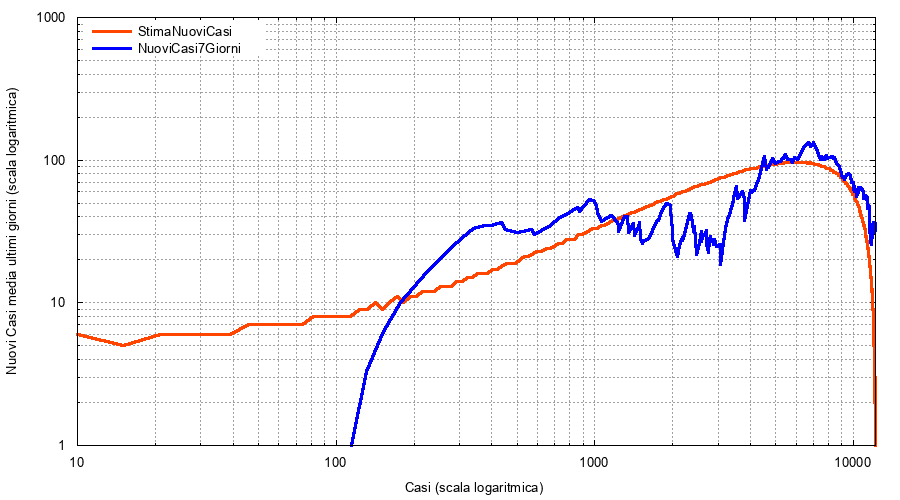 1000
StimaNuoviCasi
NuoviCasi7Giorni
100
10
1
Nuovi Casi media ultimi giorni (scala logaritmica)
10
100
1000
10000
Casi (scala logaritmica)